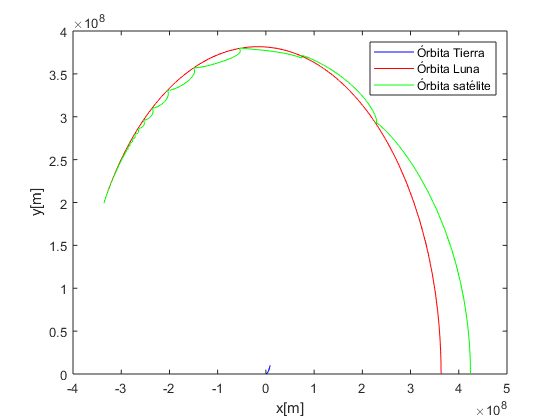 ×10⁸
4
3.5
3
2.5
2
1.5
1
0.5
0
y[m]
Órbita Tierra
Órbita Luna
Órbita satélite
-4 -3 -2 -1 0 1 2 3 4 5
x[m]
×10⁸